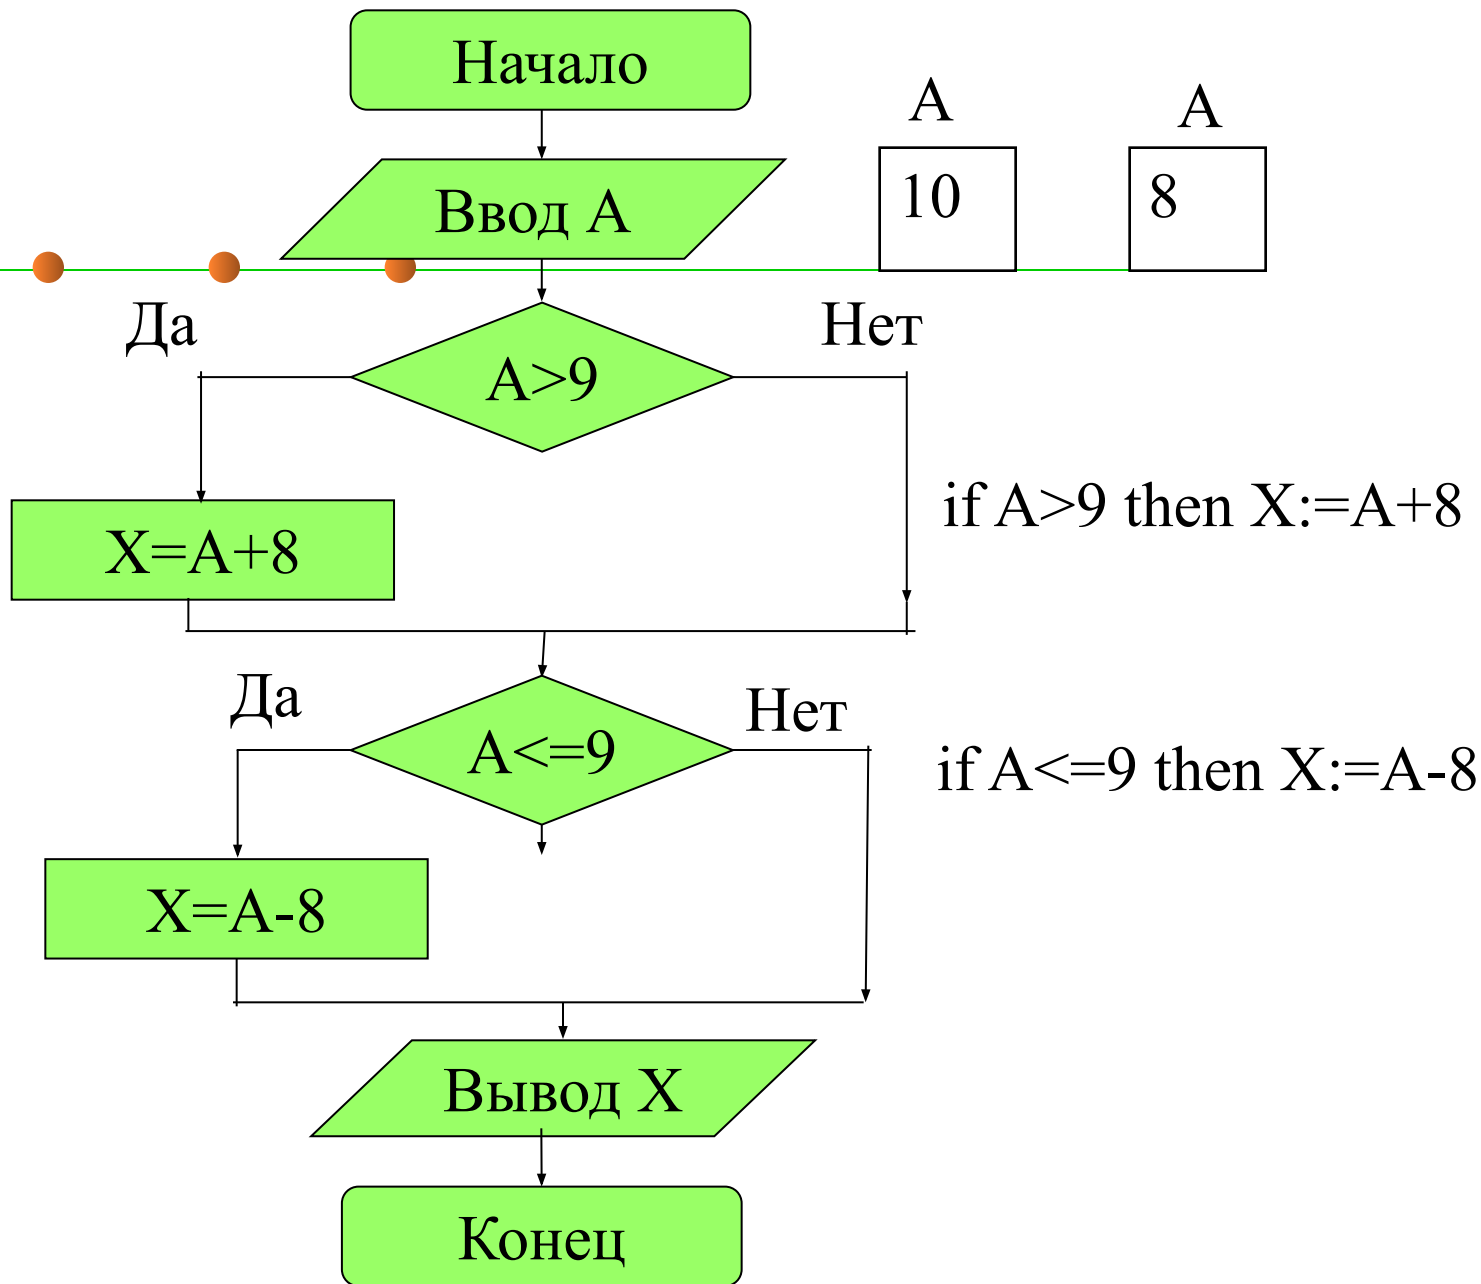 Начало
А
А
Ввод А
10
8
Да
Нет
А>9
if A>9 then X:=A+8
Х=А+8
Да
Нет
А<=9
if A<=9 then X:=A-8
Х=А-8
Вывод Х
Конец